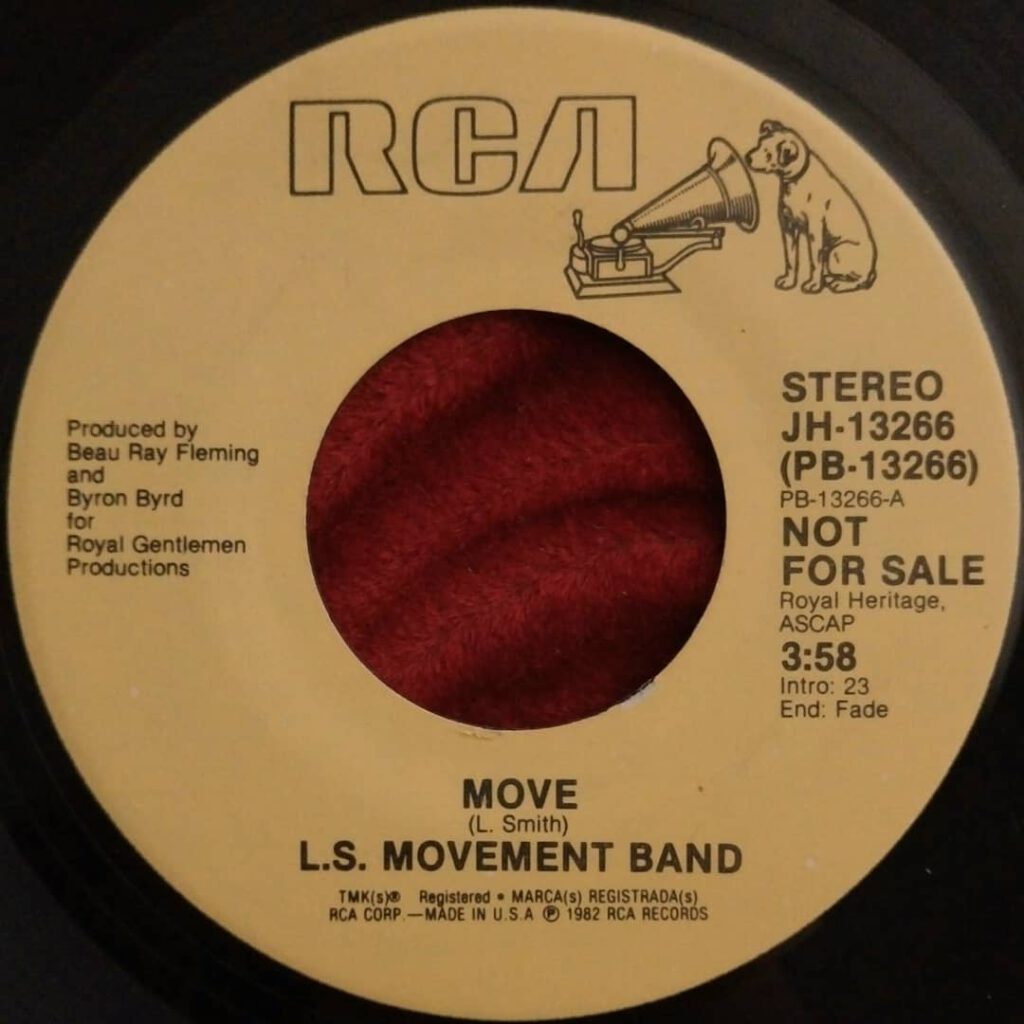 RCA
Produced by
Beau Ray Fleming
and
Byron Byrd
for
Royal Gentlemen
Productions
STEREO
JH-13266
(PB-13266)
PB-13266-A
NOT
FOR SALE
Royal Heritage,
ASCAP
3:58
Intro: 23
End: Fade
MOVE
(L. Smith)
L.S. MOVEMENT BAND
TMK(s)® Registered • MARCA(s) REGISTRADA(s)
RCA CORP.—MADE IN U.S.A ℗ 1982 RCA RECORDS